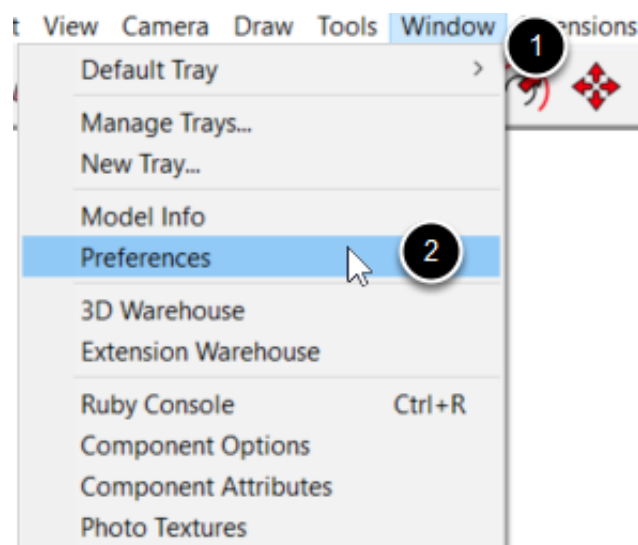 View Camera Draw Tools Window
1
Default Tray >
Manage Trays...
New Tray...
Model Info
Preferences
2
3D Warehouse
Extension Warehouse
Ruby Console Ctrl+R
Component Options
Component Attributes
Photo Textures